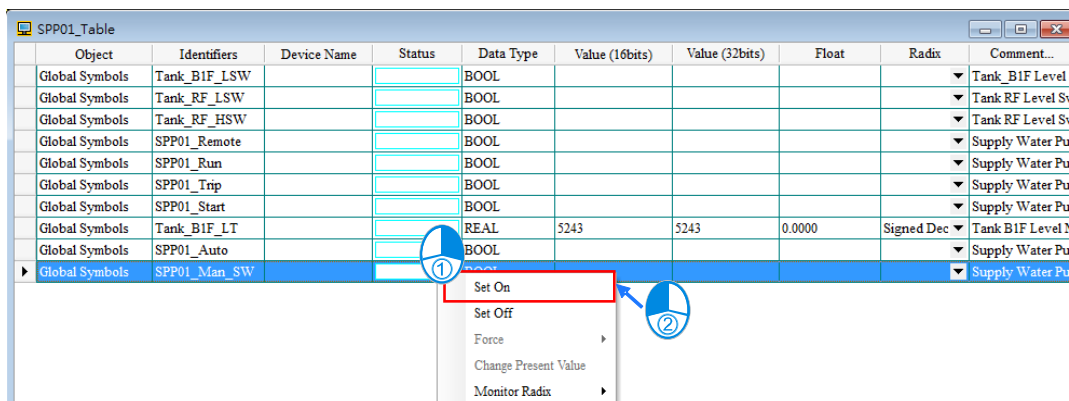 SPP01_Table
Object Identifiers Device Name Status Data Type Value (16bits) Value (32bits) Float Radix Comment...
Global Symbols Tank_B1F_LSW BOOL Tank_B1F Level
Global Symbols Tank_RF_LSW BOOL Tank RF Level Sw
Global Symbols Tank_RF_HSW BOOL Tank RF Level Sw
Global Symbols SPP01_Remote BOOL Supply Water Pu
Global Symbols SPP01_Run BOOL Supply Water Pu
Global Symbols SPP01_Trip BOOL Supply Water Pu
Global Symbols SPP01_Start BOOL Supply Water Pu
Global Symbols Tank_B1F_LT REAL 5243 5243 0.0000 Signed Dec Tank B1F Level
Global Symbols SPP01_Auto BOOL Supply Water Pu
Global Symbols SPP01_Man_SW BOOL Supply Water Pu
①
Set On
②
Set Off
Force
Change Present Value
Monitor Radix